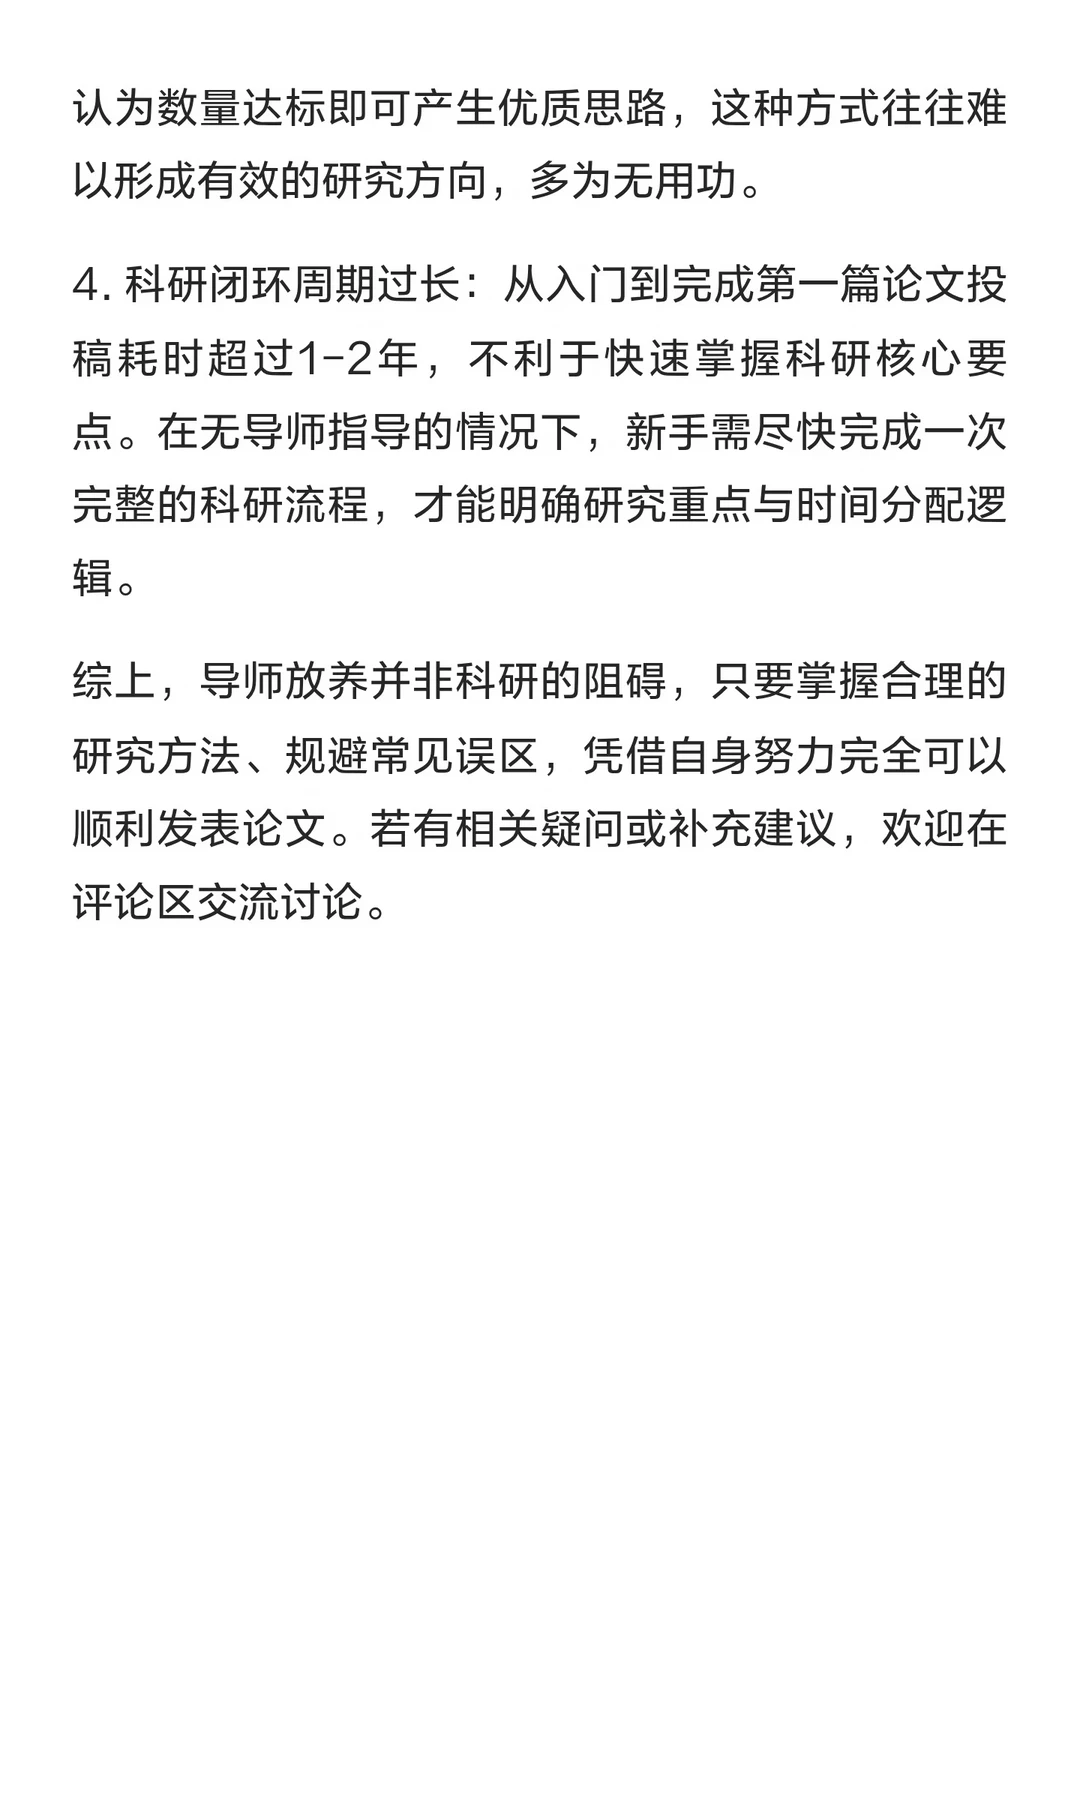 认为数量达标即可产生优质思路，这种方式往往难
以形成有效的研究方向，多为无用功。
4. 科研闭环周期过长：从入门到完成第一篇论文投
稿耗时超过1-2年，不利于快速掌握科研核心要
点。在无导师指导的情况下，新手需尽快完成一次
完整的科研流程，才能明确研究重点与时间分配逻
辑。
综上，导师放养并非科研的阻碍，只要掌握合理的
研究方法、规避常见误区，凭借自身努力完全可以
顺利发表论文。若有相关疑问或补充建议，欢迎在
评论区交流讨论。